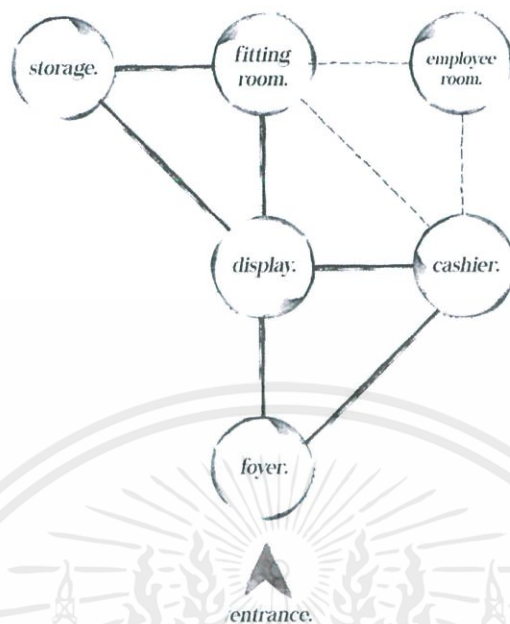 storage.
fitting
room.
employee
room.
display.
cashier.
foyer.
entrance.